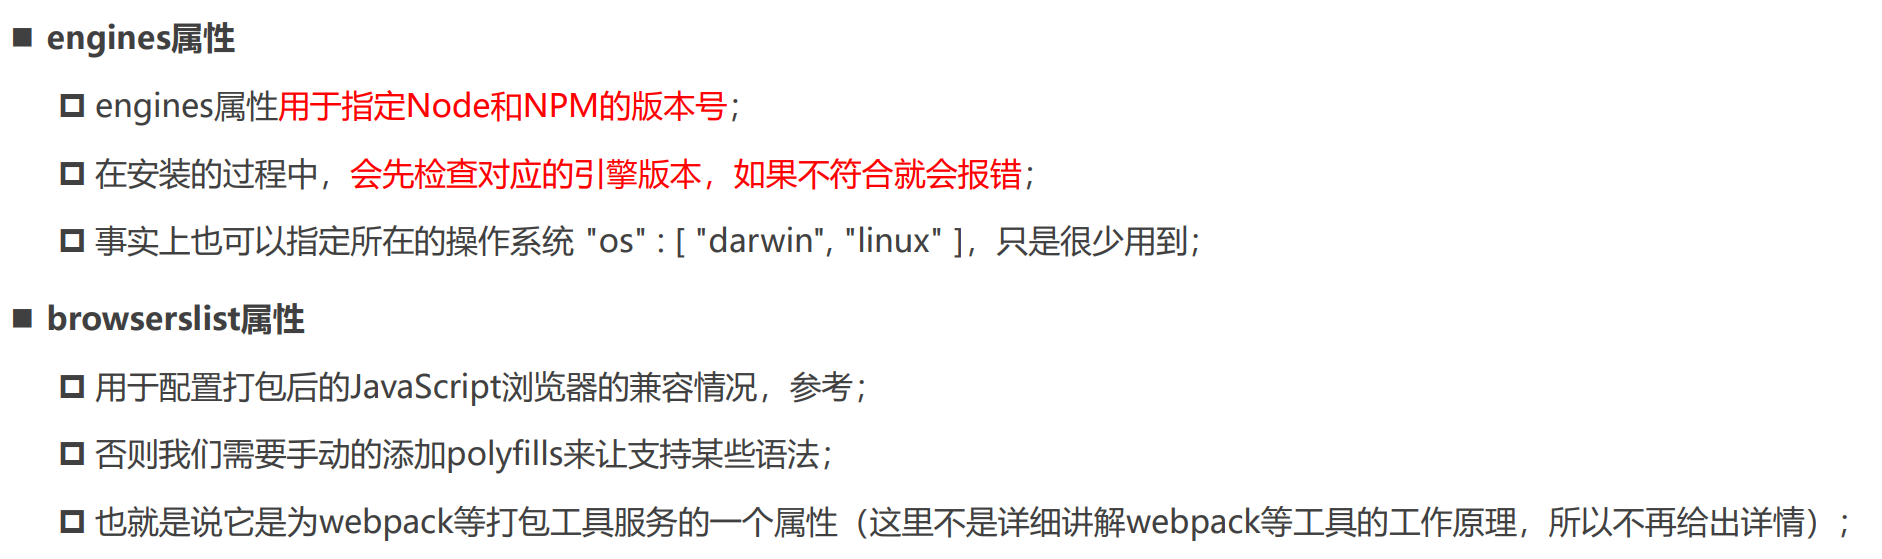 engines属性
engines属性用于指定Node和NPM的版本号；
在安装的过程中，会先检查对应的引擎版本，如果不符合就会报错；
事实上也可以指定所在的操作系统 "os" : [ "darwin", "linux" ]，只是很少用到；
browserslist属性
用于配置打包后的JavaScript浏览器的兼容情况，参考；
否则我们需要手动的添加polyfills来让支持某些语法；
也就是说它是为webpack等打包工具服务的一个属性（这里不是详细讲解webpack等工具的工作原理，所以不再给出详情）；